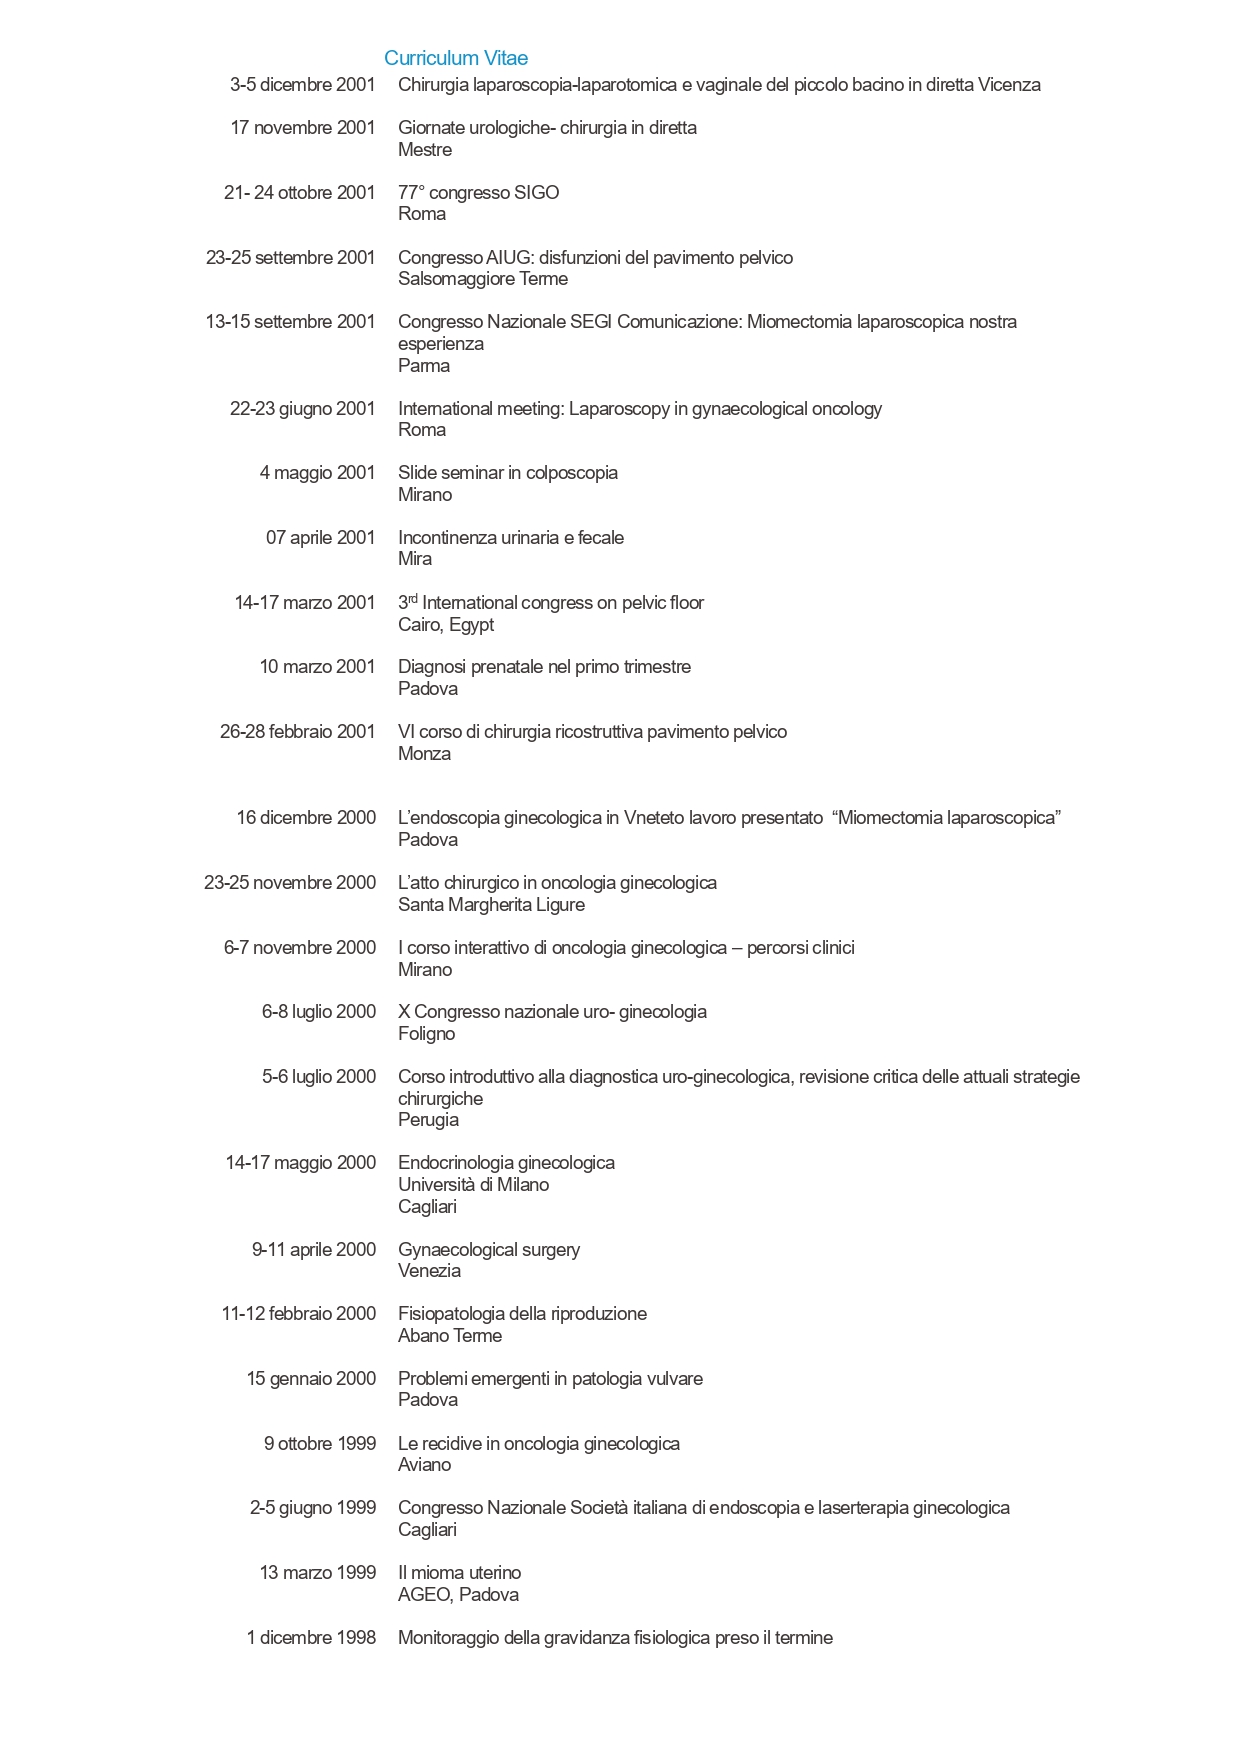 Curriculum Vitae
3-5 dicembre 2001 Chirurgia laparoscopia-laparotomica e vaginale del piccolo bacino in diretta Vicenza
17 novembre 2001 Giornate urologiche- chirurgia in diretta
Mestre
21- 24 ottobre 2001 77° congresso SIGO
Roma
23-25 settembre 2001 Congresso AIUG: disfunzioni del pavimento pelvico
Salsomaggiore Terme
13-15 settembre 2001 Congresso Nazionale SEGI Comunicazione: Miomectomia laparoscopica nostra
esperienza
Parma
22-23 giugno 2001 International meeting: Laparoscopy in gynaecological oncology
Roma
4 maggio 2001 Slide seminar in colposcopia
Mirano
07 aprile 2001 Incontinenza urinaria e fecale
Mira
14-17 marzo 2001 3rd International congress on pelvic floor
Cairo, Egypt
10 marzo 2001 Diagnosi prenatale nel primo trimestre
Padova
26-28 febbraio 2001 VI corso di chirurgia ricostruttiva pavimento pelvico
Monza
16 dicembre 2000 L’endoscopia ginecologica in Vneteto lavoro presentato “Miomectomia laparoscopica”
Padova
23-25 novembre 2000 L’atto chirurgico in oncologia ginecologica
Santa Margherita Ligure
6-7 novembre 2000 I corso interattivo di oncologia ginecologica – percorsi clinici
Mirano
6-8 luglio 2000 X Congresso nazionale uro- ginecologia
Foligno
5-6 luglio 2000 Corso introduttivo alla diagnostica uro-ginecologica, revisione critica delle attuali strategie
chirurgiche
Perugia
14-17 maggio 2000 Endocrinologia ginecologica
Università di Milano
Cagliari
9-11 aprile 2000 Gynaecological surgery
Venezia
11-12 febbraio 2000 Fisiopatologia della riproduzione
Abano Terme
15 gennaio 2000 Problemi emergenti in patologia vulvare
Padova
9 ottobre 1999 Le recidive in oncologia ginecologica
Aviano
2-5 giugno 1999 Congresso Nazionale Società italiana di endoscopia e laserterapia ginecologica
Cagliari
13 marzo 1999 Il mioma uterino
AGEO, Padova
1 dicembre 1998 Monitoraggio della gravidanza fisiologica preso il termine